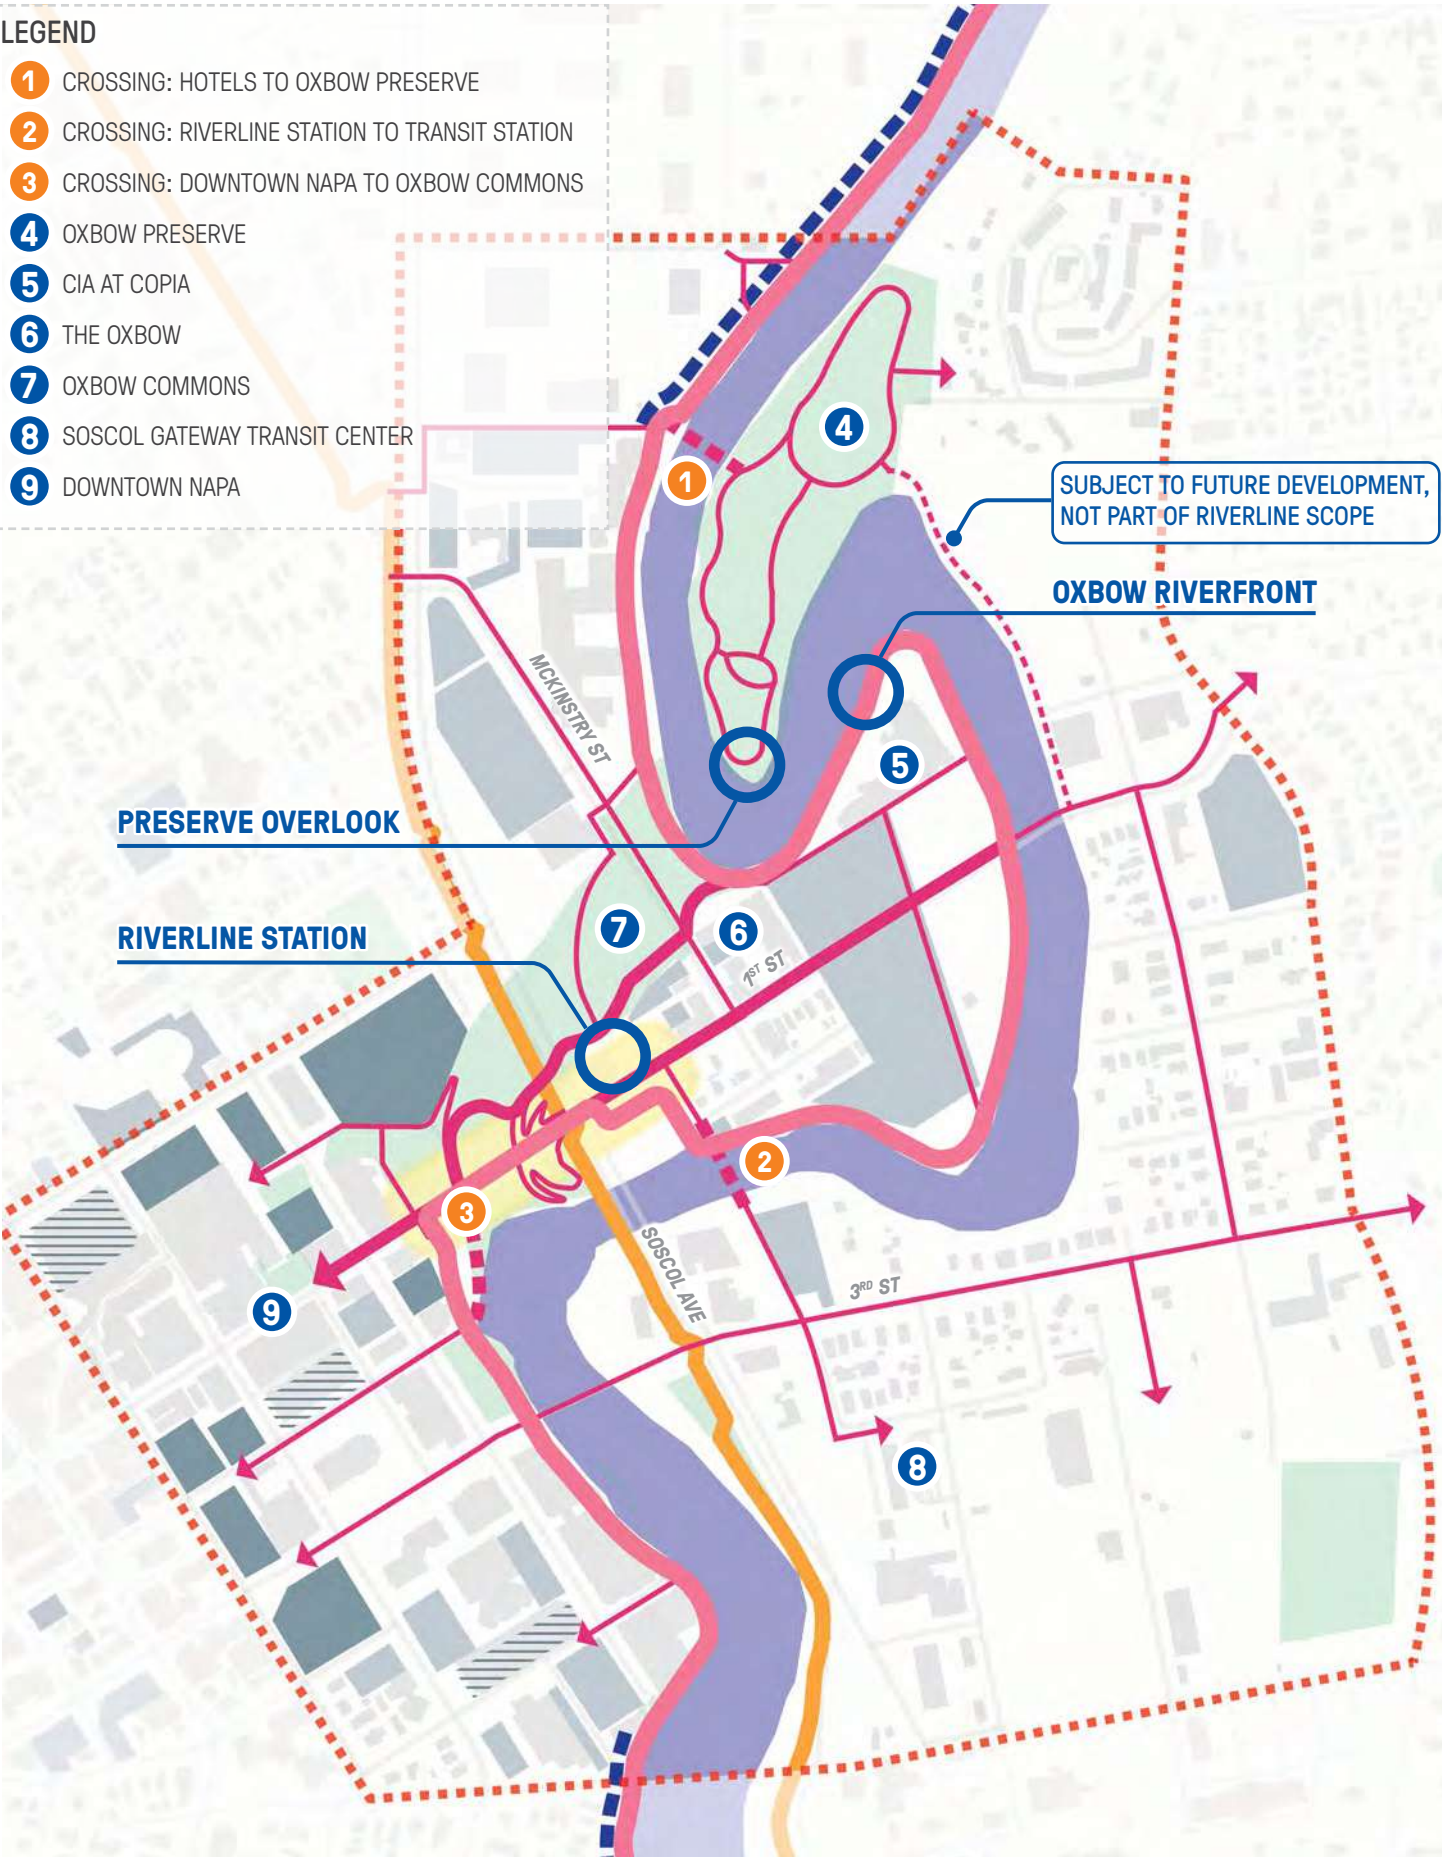 LEGEND
1 CROSSING: HOTELS TO OXBOW PRESERVE
2 CROSSING: RIVERLINE STATION TO TRANSIT STATION
3 CROSSING: DOWNTOWN NAPA TO OXBOW COMMONS
4 OXBOW PRESERVE
5 CIA AT COPIA
6 THE OXBOW
7 OXBOW COMMONS
8 SOSCOL GATEWAY TRANSIT CENTER
9 DOWNTOWN NAPA
4
1
SUBJECT TO FUTURE DEVELOPMENT,
NOT PART OF RIVERLINE SCOPE
OXBOW RIVERFRONT
MCKINSTRY ST
5
PRESERVE OVERLOOK
7
6
RIVERLINE STATION
1ST ST
2
3
SOSCOL AVE
3RD ST
9
8